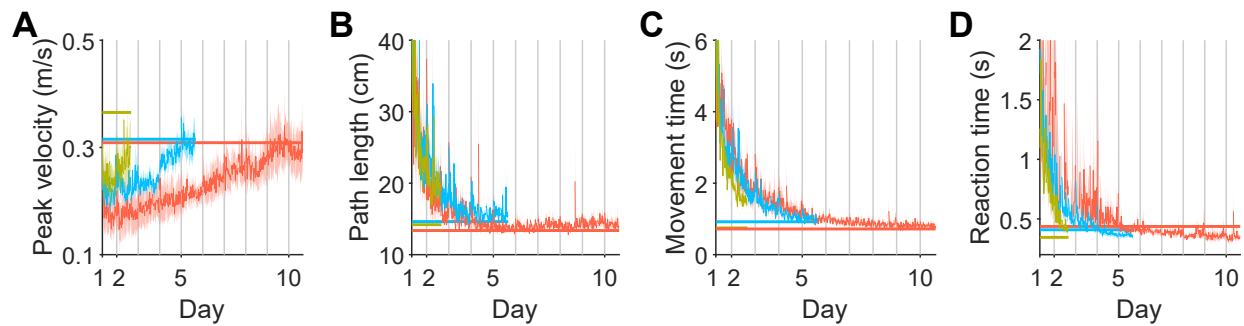 A
Peak velocity (m/s)
0.5
0.3
0.1
1 2 5 10
Day
B
Path length (cm)
40
30
20
10
1 2 5 10
Day
C
Movement time (s)
6
4
2
0
1 2 5 10
Day
D
Reaction time (s)
2
1.5
1
0.5
1 2 5 10
Day